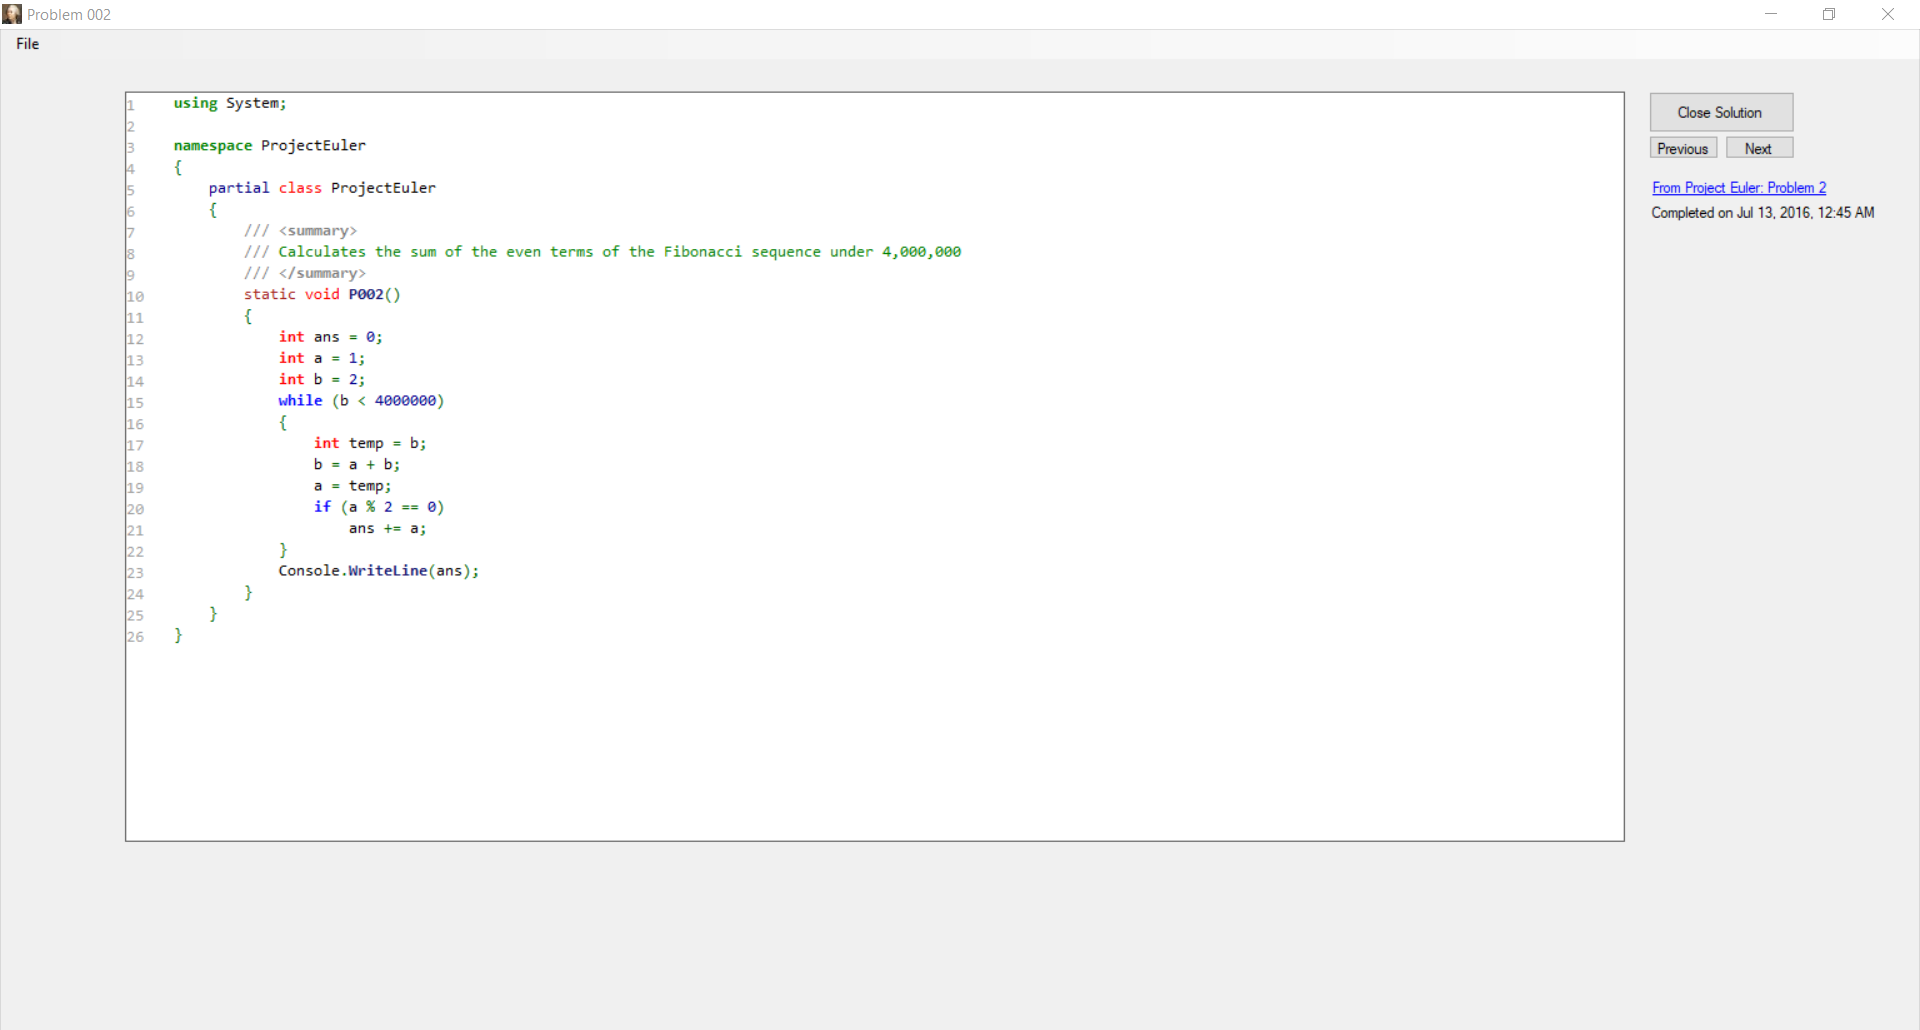 Problem 002
File
1 using System;
2
3 namespace ProjectEuler
4 {
5     partial class ProjectEuler
6     {
7         /// <summary>
8         /// Calculates the sum of the even terms of the Fibonacci sequence under 4,000,000
9         /// </summary>
10         static void P002()
11         {
12             int ans = 0;
13             int a = 1;
14             int b = 2;
15             while (b < 4000000)
16             {
17                 int temp = b;
18                 b = a + b;
19                 a = temp;
20                 if (a % 2 == 0)
21                     ans += a;
22             }
23             Console.WriteLine(ans);
24         }
25     }
26 }
Close Solution
Previous Next
From Project Euler: Problem 2
Completed on Jul 13, 2016, 12:45 AM